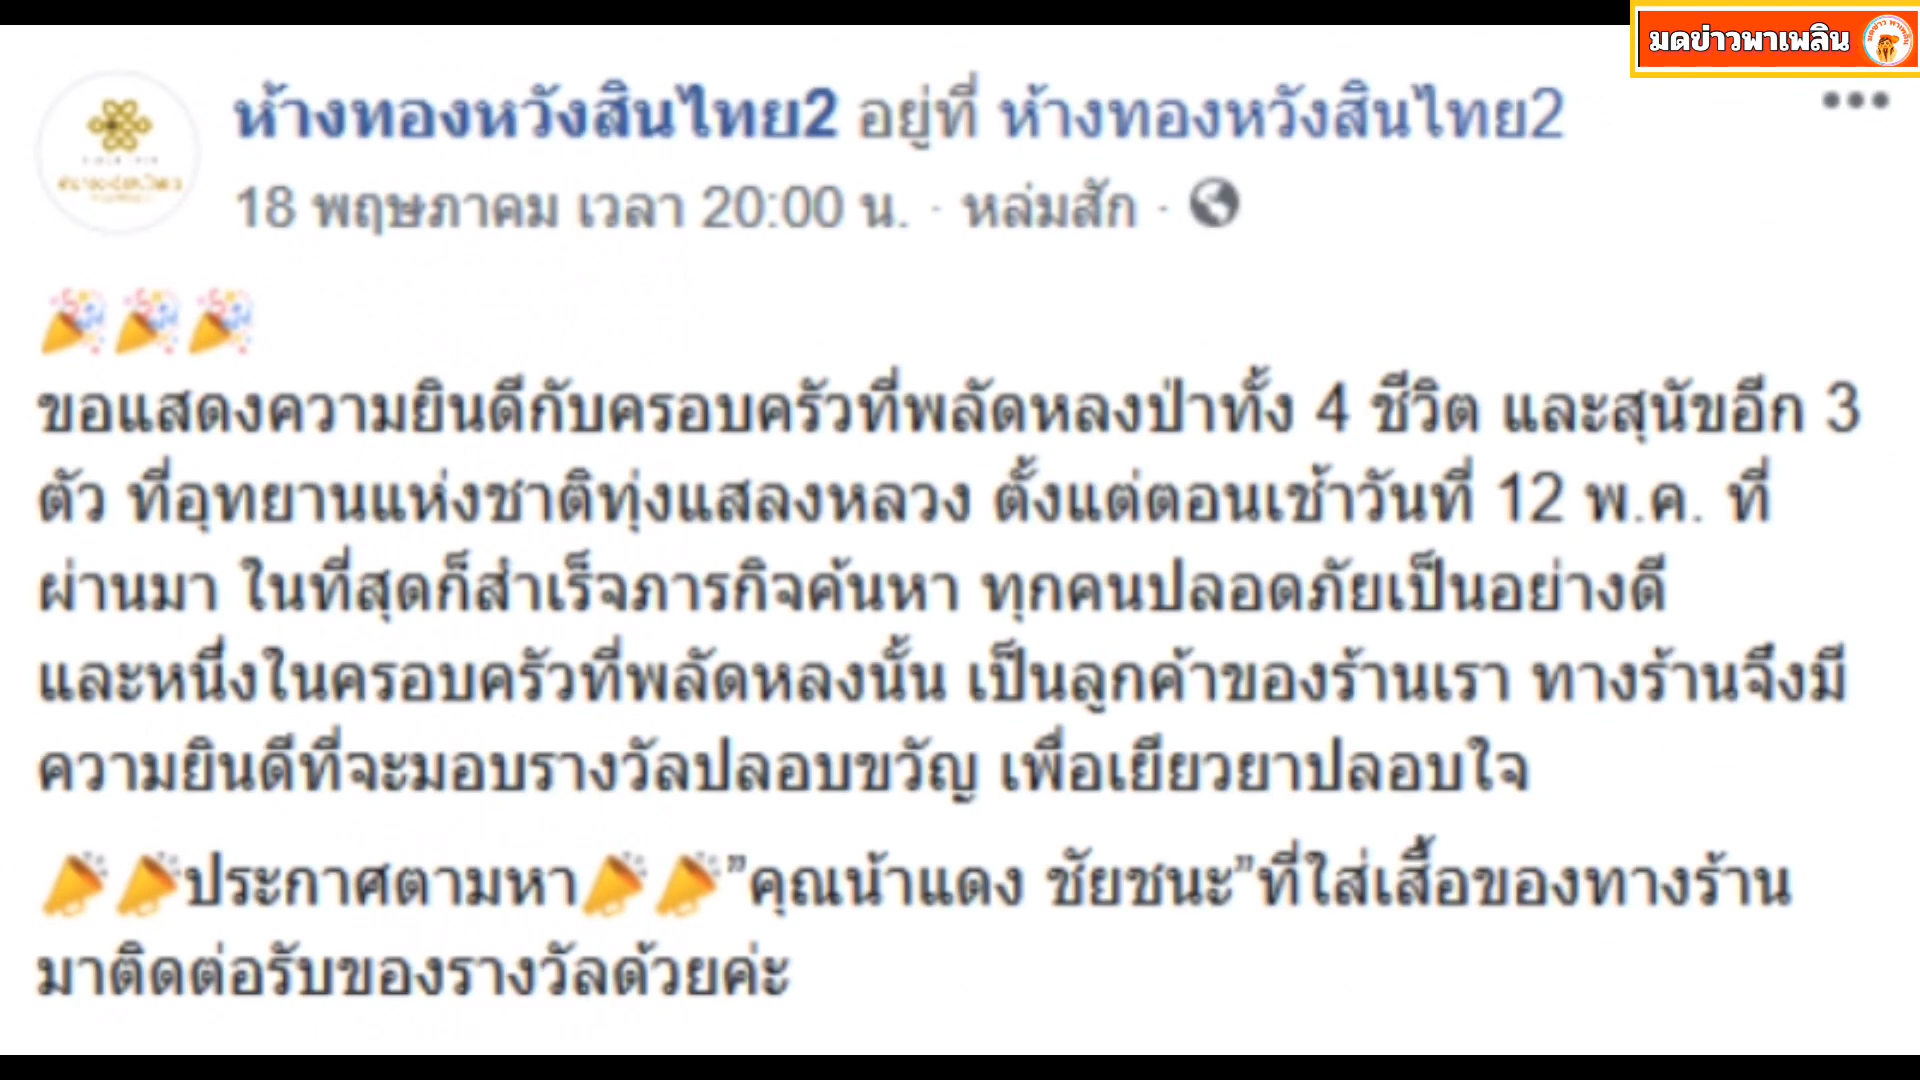 มดข่าวพาเพลิน
ห้างทองหวังสินไทย2 อยู่ที่ ห้างทองหวังสินไทย2
18 พฤษภาคม เวลา 20:00 น. · หล่มสัก ·
🎉🎉🎉
ขอแสดงความยินดีกับครอบครัวที่พลัดหลงป่าทั้ง 4 ชีวิต และสุนัขอีก 3
ตัว ที่อุทยานแห่งชาติทุ่งแสลงหลวง ตั้งแต่ตอนเช้าวันที่ 12 พ.ค. ที่
ผ่านมา ในที่สุดก็สำเร็จภารกิจค้นหา ทุกคนปลอดภัยเป็นอย่างดี
และหนึ่งในครอบครัวที่พลัดหลงนั้น เป็นลูกค้าของร้านเรา ทางร้านจึงมี
ความยินดีที่จะมอบรางวัลปลอบขวัญ เพื่อเยียวยาปลอบใจ
📣📣ประกาศตามหา📣📣”คุณน้าแดง ชัยชนะ”ที่ใส่เสื้อของทางร้าน
มาติดต่อรับของรางวัลด้วยค่ะ